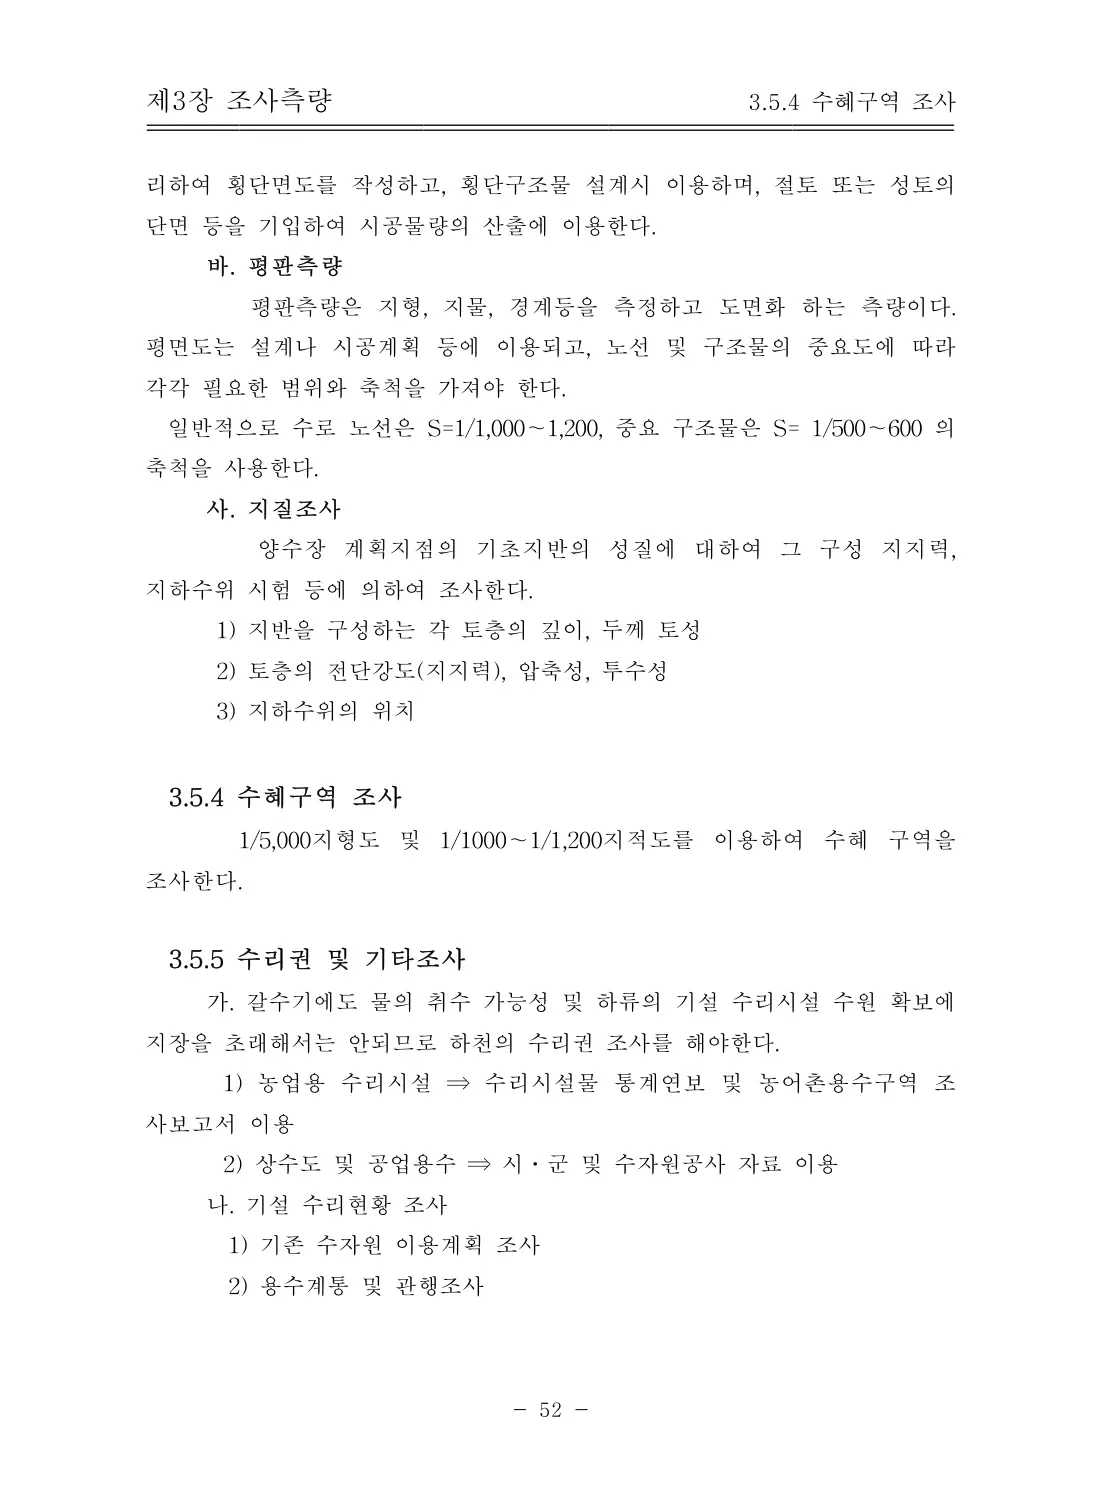 제3장 조사측량
3.5.4 수혜구역 조사
리하여 횡단면도를 작성하고, 횡단구조물 설계시 이용하며, 절토 또는 성토의
단면 등을 기입하여 시공물량의 산출에 이용한다.
바. 평판측량
평판측량은 지형, 지물, 경계등을 측정하고 도면화 하는 측량이다.
평면도는 설계나 시공계획 등에 이용되고, 노선 및 구조물의 중요도에 따라
각각 필요한 범위와 축척을 가져야 한다.
일반적으로 수로 노선은 S=1/1,000∼1,200, 중요 구조물은 S= 1/500∼600 의
축척을 사용한다.
사. 지질조사
양수장 계획지점의 기초지반의 성질에 대하여 그 구성 지지력,
지하수위 시험 등에 의하여 조사한다.
1) 지반을 구성하는 각 토층의 깊이, 두께 토성
2) 토층의 전단강도(지지력), 압축성, 투수성
3) 지하수위의 위치
3.5.4 수혜구역 조사
1/5,000지형도 및 1/1000∼1/1,200지적도를 이용하여 수혜 구역을
조사한다.
3.5.5 수리권 및 기타조사
가. 갈수기에도 물의 취수 가능성 및 하류의 기설 수리시설 수원 확보에
지장을 초래해서는 안되므로 하천의 수리권 조사를 해야한다.
1) 농업용 수리시설 ⇒ 수리시설물 통계연보 및 농어촌용수구역 조
사보고서 이용
2) 상수도 및 공업용수 ⇒ 시・군 및 수자원공사 자료 이용
나. 기설 수리현황 조사
1) 기존 수자원 이용계획 조사
2) 용수계통 및 관행조사
- 52 -